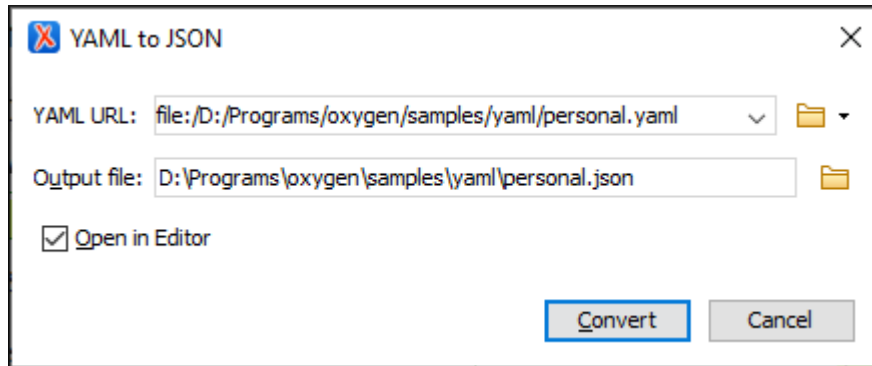 YAML to JSON
YAML URL: file:/D:/Programs/oxygen/samples/yaml/personal.yaml
Output file: D:\Programs\oxygen\samples\yaml\personal.json
Open in Editor
Convert Cancel